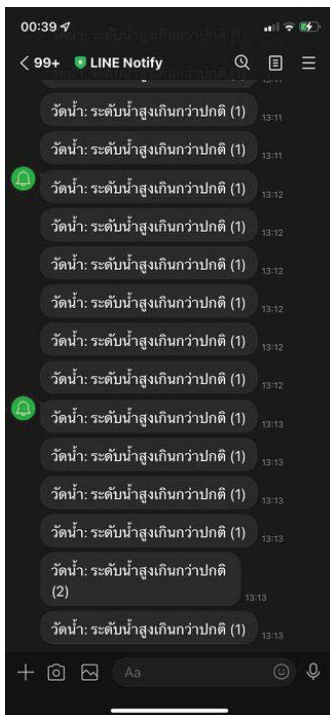 00:39
99+ LINE Notify
13:11
วัดน้ำ: ระดับน้ำสูงเกินกว่าปกติ (1) 13:11
วัดน้ำ: ระดับน้ำสูงเกินกว่าปกติ (1) 13:11
วัดน้ำ: ระดับน้ำสูงเกินกว่าปกติ (1) 13:12
วัดน้ำ: ระดับน้ำสูงเกินกว่าปกติ (1) 13:12
วัดน้ำ: ระดับน้ำสูงเกินกว่าปกติ (1) 13:12
วัดน้ำ: ระดับน้ำสูงเกินกว่าปกติ (1) 13:12
วัดน้ำ: ระดับน้ำสูงเกินกว่าปกติ (1) 13:12
วัดน้ำ: ระดับน้ำสูงเกินกว่าปกติ (1) 13:12
วัดน้ำ: ระดับน้ำสูงเกินกว่าปกติ (1) 13:13
วัดน้ำ: ระดับน้ำสูงเกินกว่าปกติ (1) 13:13
วัดน้ำ: ระดับน้ำสูงเกินกว่าปกติ (1) 13:13
วัดน้ำ: ระดับน้ำสูงเกินกว่าปกติ (1) 13:13
วัดน้ำ: ระดับน้ำสูงเกินกว่าปกติ
(2) 13:13
วัดน้ำ: ระดับน้ำสูงเกินกว่าปกติ (1) 13:13
Aa